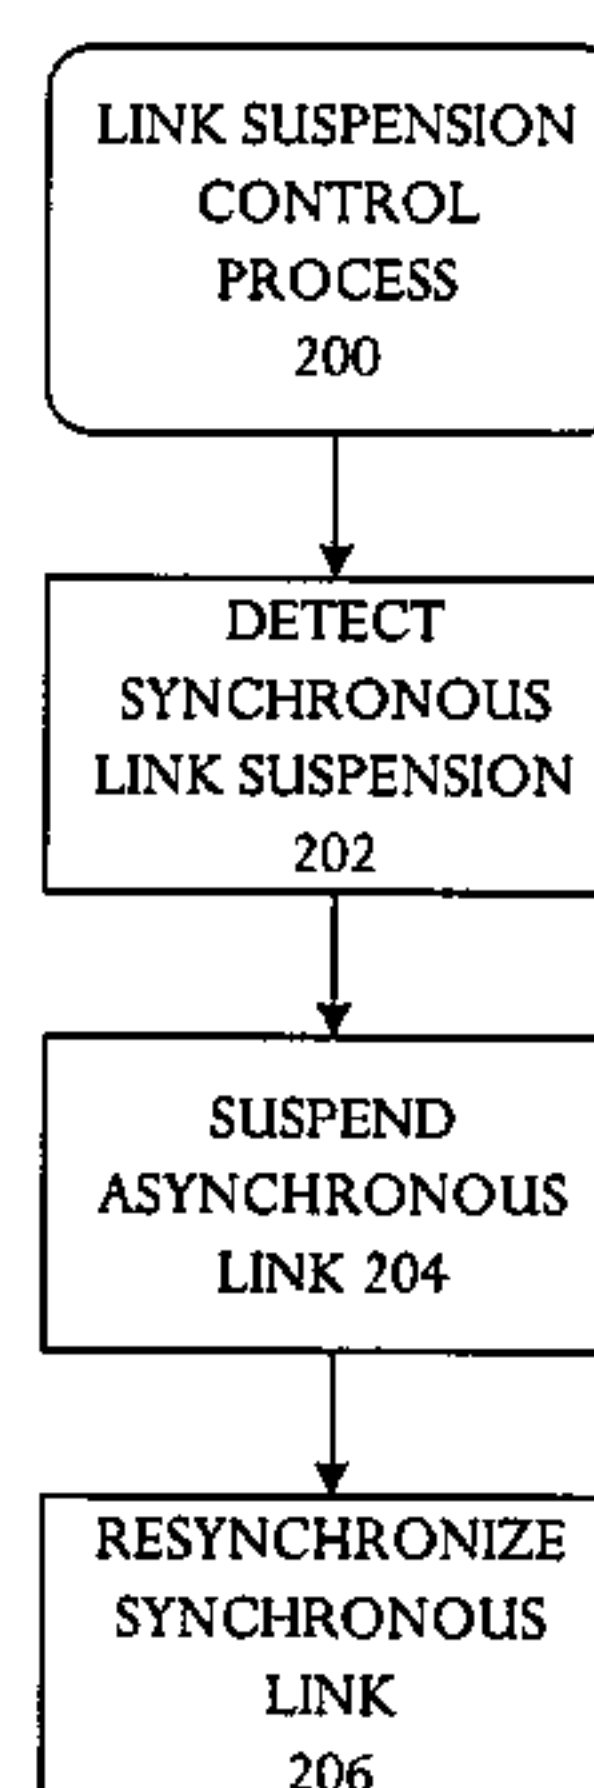 LINK SUSPENSION
CONTROL
PROCESS
200
DETECT
SYNCHRONOUS
LINK SUSPENSION
202
SUSPEND
ASYNCHRONOUS
LINK 204
RESYNCHRONIZE
SYNCHRONOUS
LINK
206